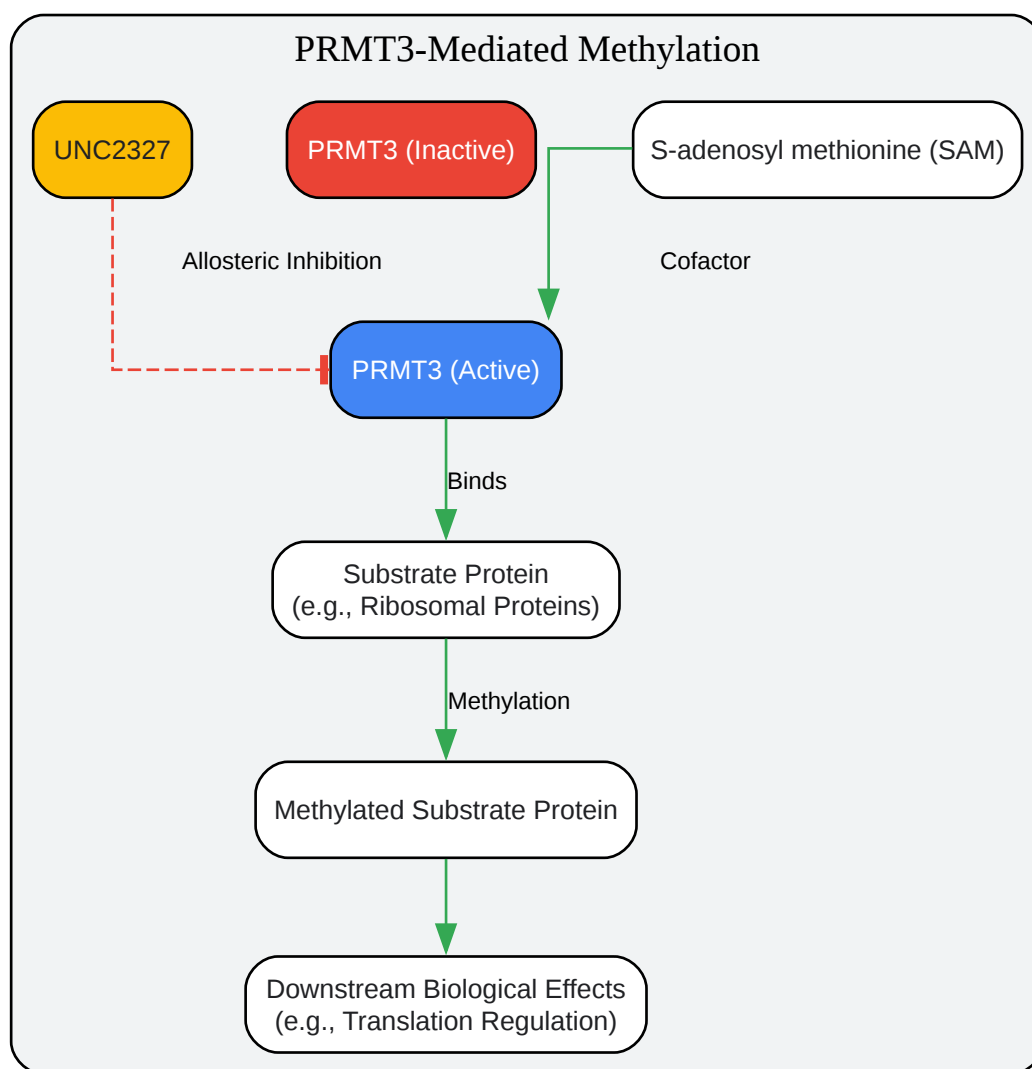 PRMT3-Mediated Methylation
UNC2327
PRMT3 (Inactive)
S-adenosyl methionine (SAM)
Allosteric Inhibition
Cofactor
PRMT3 (Active)
Binds
Substrate Protein
(e.g., Ribosomal Proteins)
Methylation
Methylated Substrate Protein
Downstream Biological Effects
(e.g., Translation Regulation)